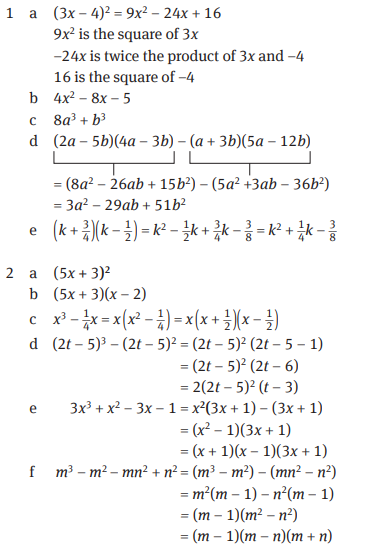 1 a (3x – 4)² = 9x² – 24x + 16
9x² is the square of 3x
–24x is twice the product of 3x and –4
16 is the square of –4
b 4x² – 8x – 5
c 8a³ + b³
d (2a – 5b)(4a – 3b) – (a + 3b)(5a – 12b)
= (8a² – 26ab + 15b²) – (5a² +3ab – 36b²)
= 3a² – 29ab + 51b²
e (k + 3/4)(k – 1/2) = k² – 1/2k + 3/4k – 3/8 = k² + 1/4k – 3/8
2 a (5x + 3)²
b (5x + 3)(x – 2)
c x³ – 1/4x = x(x² – 1/4) = x(x + 1/2)(x – 1/2)
d (2t – 5)³ – (2t – 5)² = (2t – 5)² (2t – 5 – 1)
= (2t – 5)² (2t – 6)
= 2(2t – 5)² (t – 3)
e 3x³ + x² – 3x – 1 = x²(3x + 1) – (3x + 1)
= (x² – 1)(3x + 1)
= (x + 1)(x – 1)(3x + 1)
f m³ – m² – mn² + n² = (m³ – m²) – (mn² – n²)
= m²(m – 1) – n²(m – 1)
= (m – 1)(m² – n²)
= (m – 1)(m – n)(m + n)